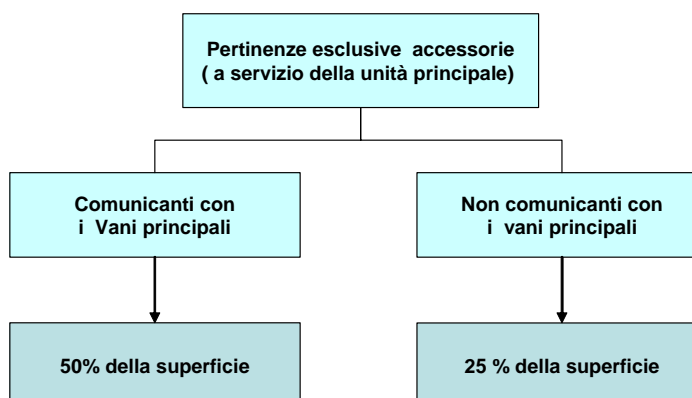 Pertinenze esclusive accessorie
( a servizio della unità principale)
Comunicanti con
i Vani principali
Non comunicanti con
i vani principali
50% della superficie
25 % della superficie